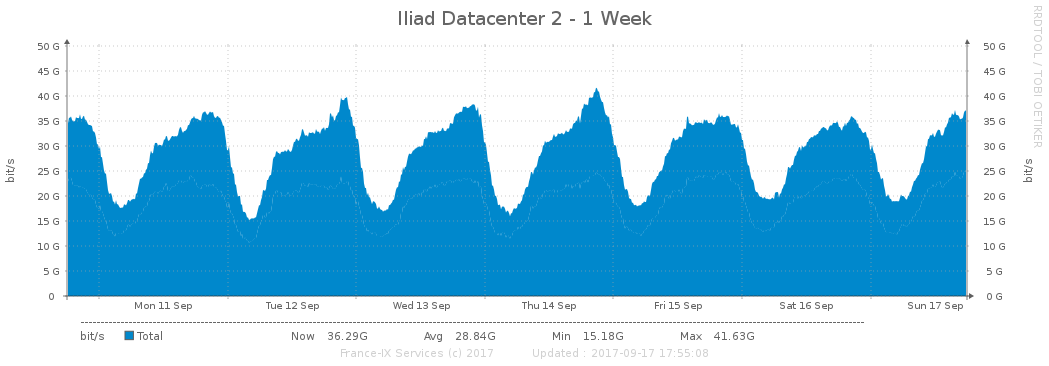 Iliad Datacenter 2 - 1 Week
RRDTOOL / TOBI OETIKER
50 G 50 G
45 G 45 G
40 G 40 G
35 G 35 G
30 G 30 G
25 G 25 G
20 G 20 G
15 G 15 G
10 G 10 G
5 G 5 G
0 0 G
bit/s
bit/s
Mon 11 Sep Tue 12 Sep Wed 13 Sep Thu 14 Sep Fri 15 Sep Sat 16 Sep Sun 17 Sep
bit/s Total Now 36.29G Avg 28.84G Min 15.18G Max 41.63G
France-IX Services (c) 2017 Updated : 2017-09-17 17:55:08